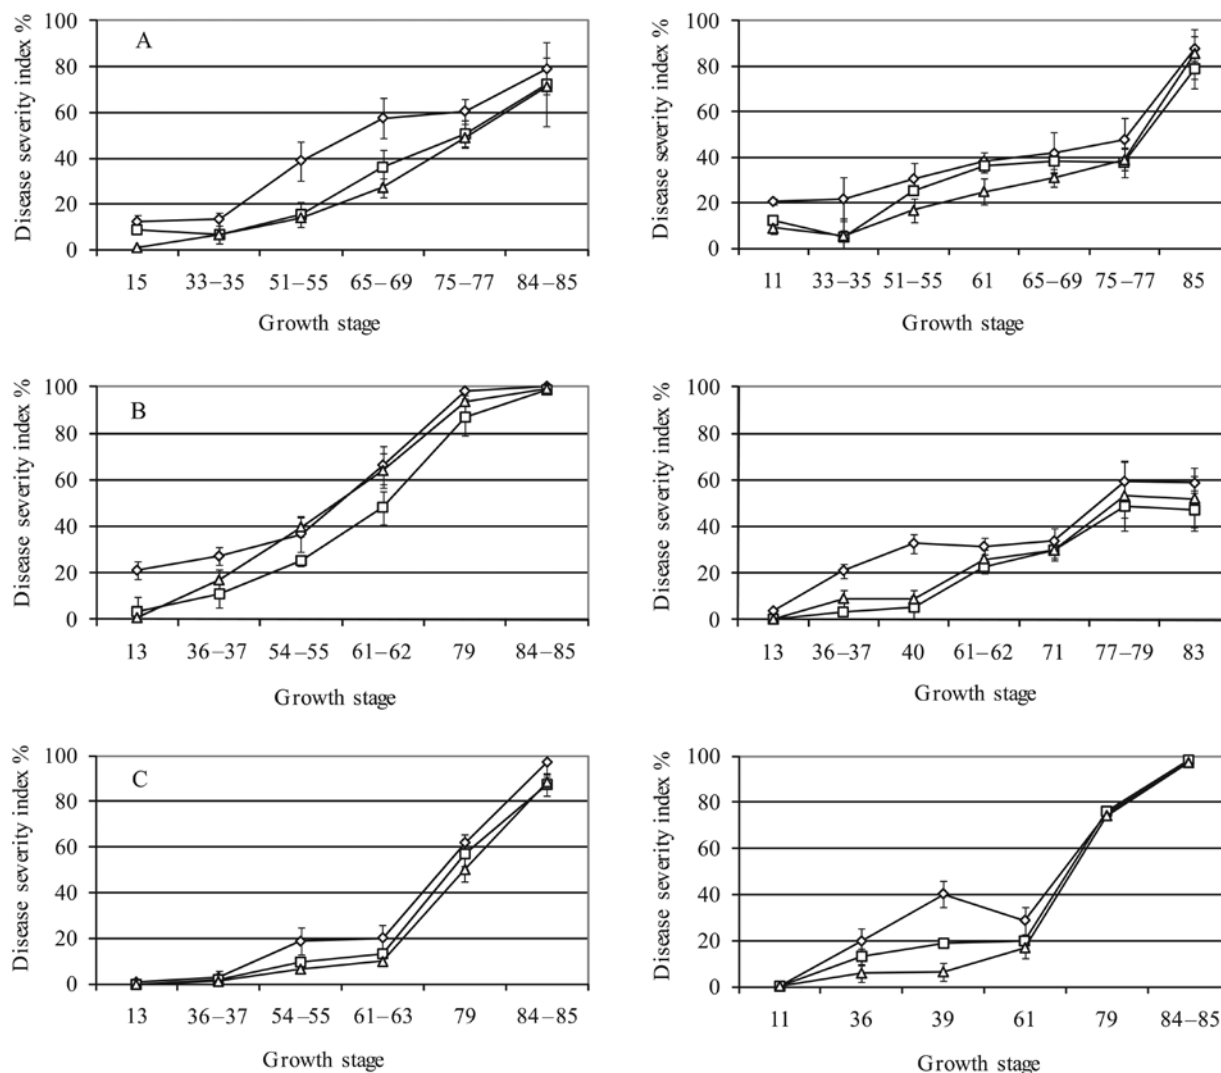 Disease severity index %
100
80
60
40
20
0
A
15 33–35 51–55 65–69 75–77 84–85
Growth stage
Disease severity index %
100
80
60
40
20
0
11 33–35 51–55 61 65–69 75–77 85
Growth stage
Disease severity index %
100
80
60
40
20
0
B
13 36–37 54–55 61–62 79 84–85
Growth stage
Disease severity index %
100
80
60
40
20
0
13 36–37 40 61–62 71 77–79 83
Growth stage
Disease severity index %
100
80
60
40
20
0
C
13 36–37 54–55 61–63 79 84–85
Growth stage
Disease severity index %
100
80
60
40
20
0
11 36 39 61 79 84–85
Growth stage